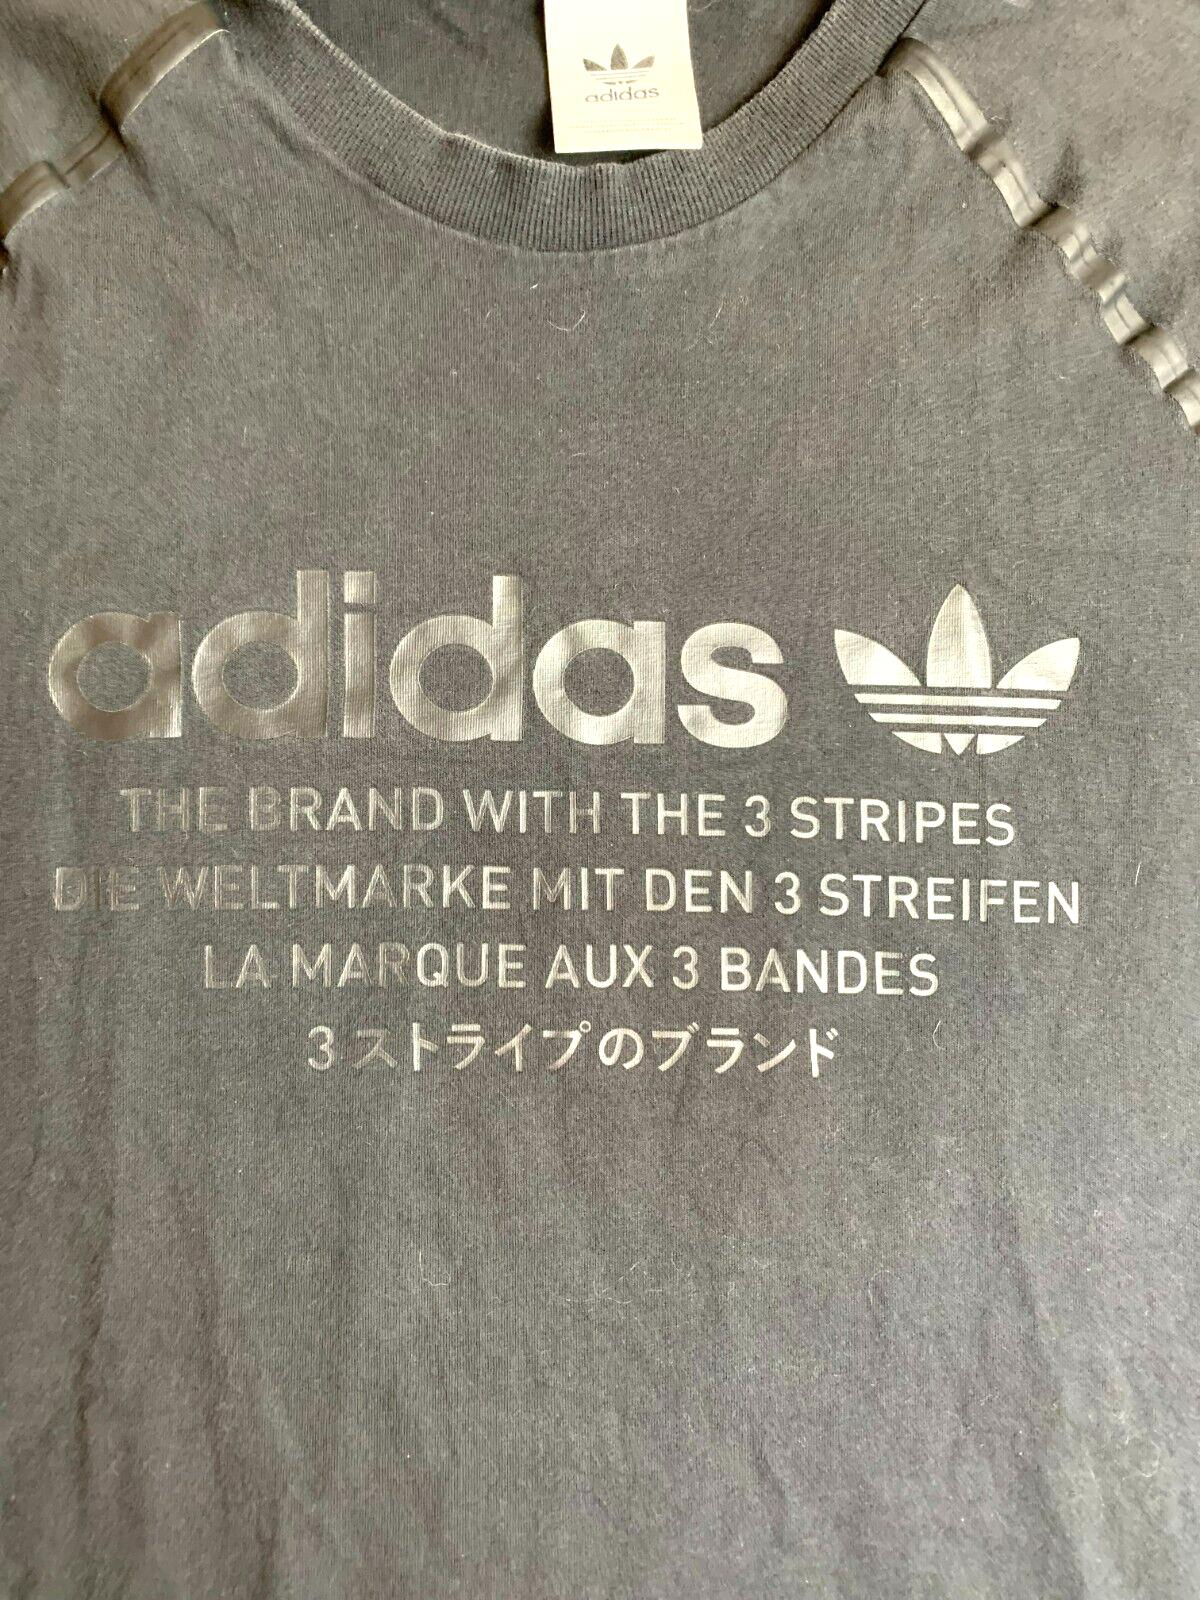 adidas
adidas
THE BRAND WITH THE 3 STRIPES
DIE WELTMARKE MIT DEN 3 STREIFEN
LA MARQUE AUX 3 BANDES
3ストライプのブランド